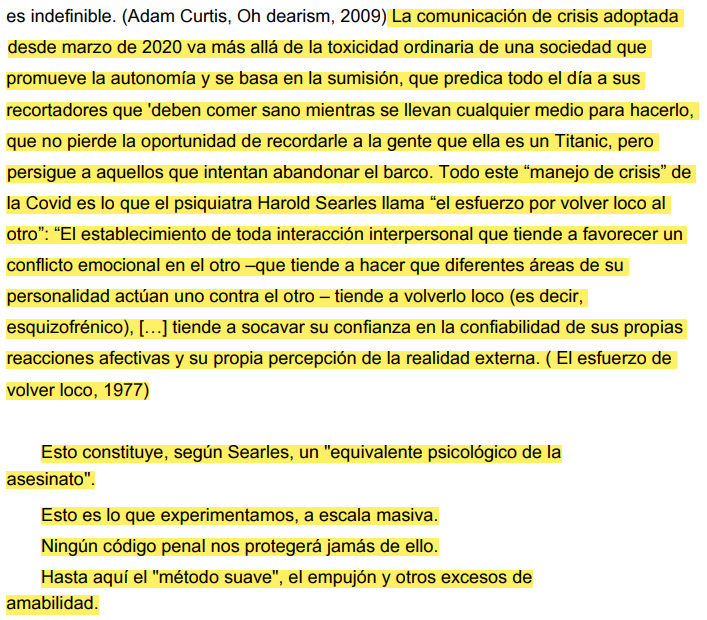 es indefinible. (Adam Curtis, Oh dearism, 2009) La comunicación de crisis adoptada
desde marzo de 2020 va más allá de la toxicidad ordinaria de una sociedad que
promueve la autonomía y se basa en la sumisión, que predica todo el día a sus
recortadores que 'deben comer sano mientras se llevan cualquier medio para hacerlo,
que no pierde la oportunidad de recordarle a la gente que ella es un Titanic, pero
persigue a aquellos que intentan abandonar el barco. Todo este “manejo de crisis” de
la Covid es lo que el psiquiatra Harold Searles llama “el esfuerzo por volver loco al
otro”: “El establecimiento de toda interacción interpersonal que tiende a favorecer un
conflicto emocional en el otro –que tiende a hacer que diferentes áreas de su
personalidad actúan uno contra el otro – tiende a volverlo loco (es decir,
esquizofrénico), […] tiende a socavar su confianza en la confiabilidad de sus propias
reacciones afectivas y su propia percepción de la realidad externa. ( El esfuerzo de
volver loco, 1977)
Esto constituye, según Searles, un "equivalente psicológico de la
asesinato".
Esto es lo que experimentamos, a escala masiva.
Ningún código penal nos protegerá jamás de ello.
Hasta aquí el "método suave", el empujón y otros excesos de
amabilidad.